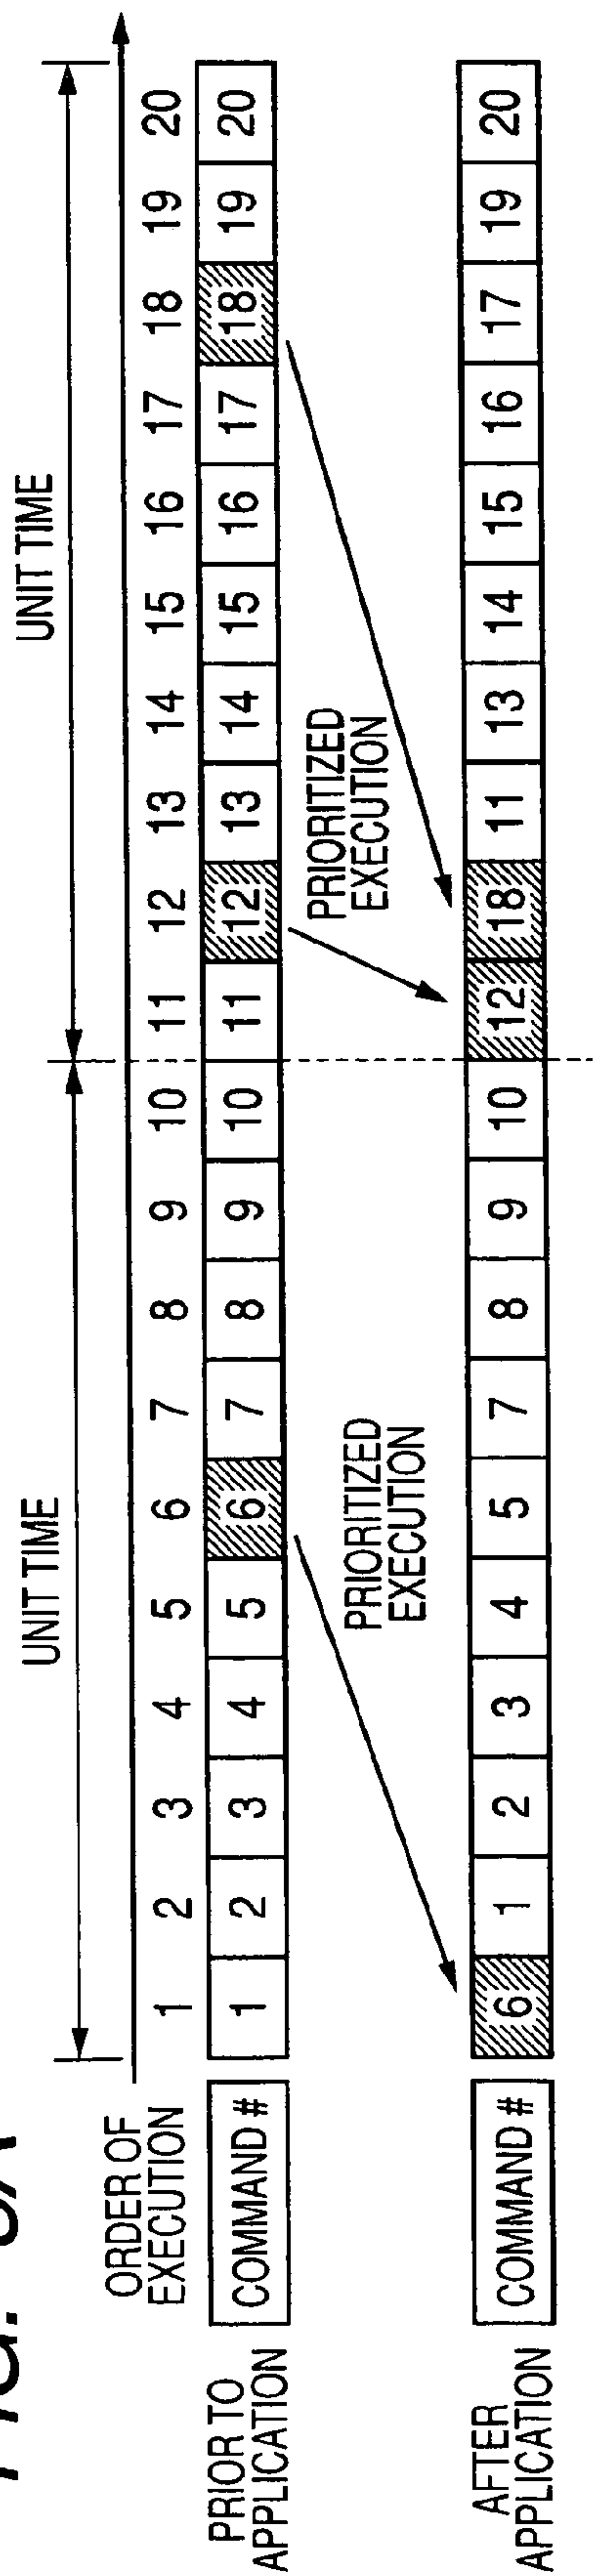 UNIT TIME UNIT TIME
ORDER OF
EXECUTION
1 2 3 4 5 6 7 8 9 10 11 12 13 14 15 16 17 18 19 20
PRIOR TO
APPLICATION
COMMAND # 1 2 3 4 5 6 7 8 9 10 11 12 13 14 15 16 17 18 19 20
PRIORITIZED
EXECUTION
PRIORITIZED
EXECUTION
AFTER
APPLICATION
COMMAND # 6 1 2 3 4 5 7 8 9 10 12 18 11 13 14 15 16 17 19 20